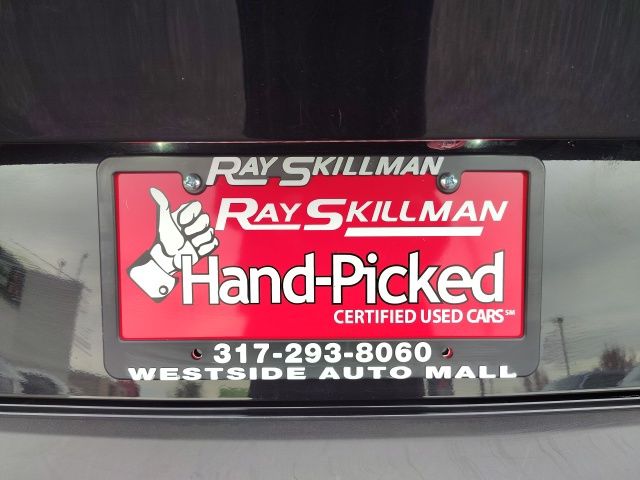 RAY SKILLMAN
RAY SKILLMAN
Hand-Picked
CERTIFIED USED CARS℠
317-293-8060
WESTSIDE AUTO MALL